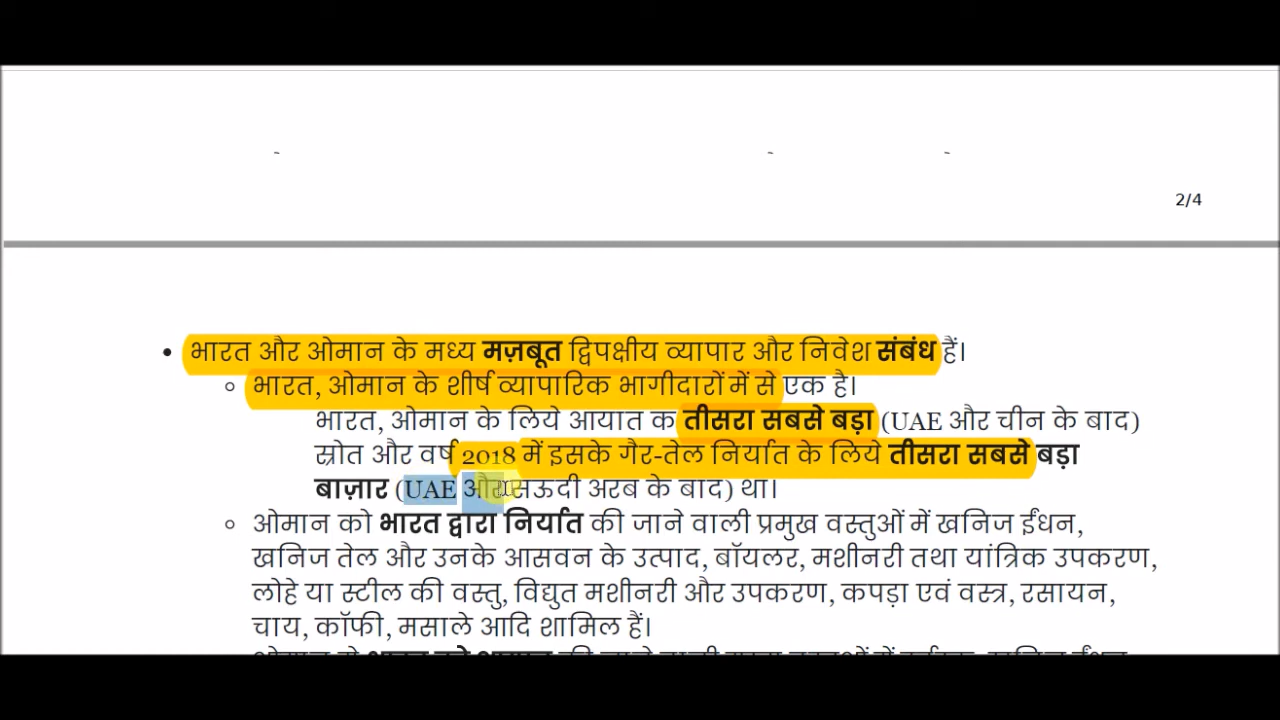 2/4
• भारत और ओमान के मध्य मज़बूत द्विपक्षीय व्यापार और निवेश संबंध हैं।
○ भारत, ओमान के शीर्ष व्यापारिक भागीदारों में से एक है।
भारत, ओमान के लिये आयात क तीसरा सबसे बड़ा (UAE और चीन के बाद)
स्रोत और वर्ष 2018 में इसके गैर-तेल निर्यात के लिये तीसरा सबसे बड़ा
बाज़ार (UAE और सऊदी अरब के बाद) था।
○ ओमान को भारत द्वारा निर्यात की जाने वाली प्रमुख वस्तुओं में खनिज ईंधन,
खनिज तेल और उनके आसवन के उत्पाद, बॉयलर, मशीनरी तथा यांत्रिक उपकरण,
लोहे या स्टील की वस्तु, विद्युत मशीनरी और उपकरण, कपड़ा एवं वस्त्र, रसायन,
चाय, कॉफी, मसाले आदि शामिल हैं।